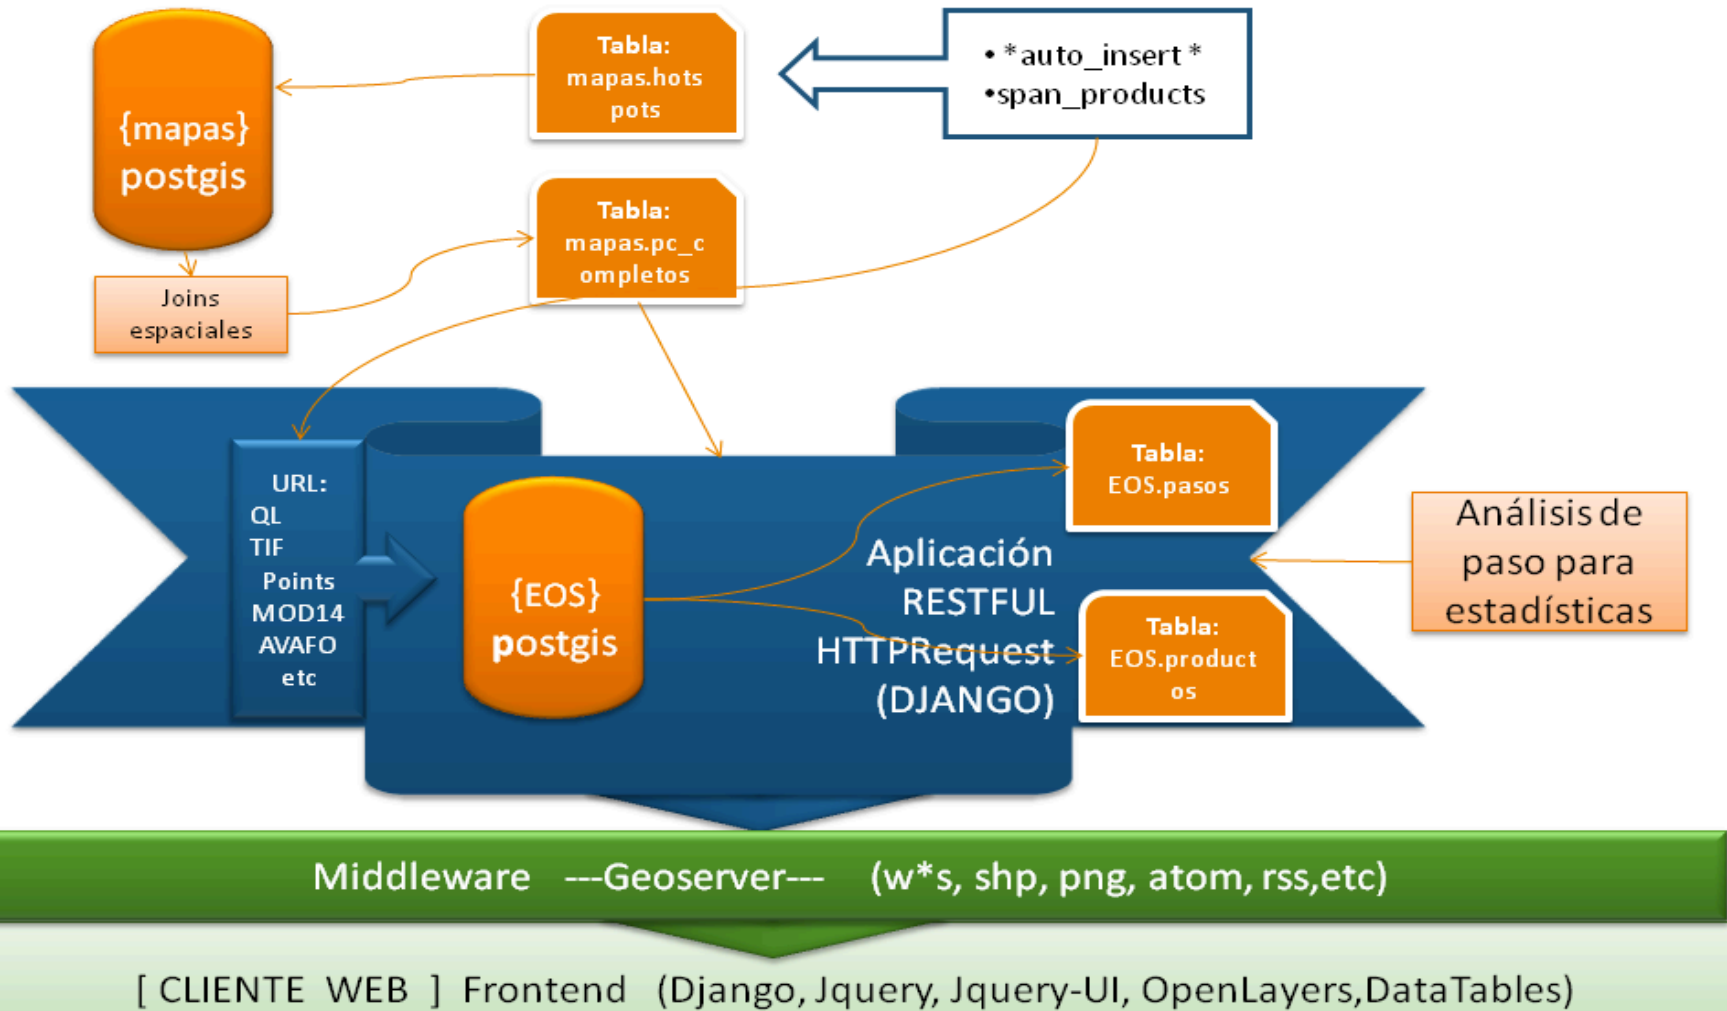 {mapas}
postgis
Tabla:
mapas.hots
pots
• *auto_insert *
•span_products
Tabla:
mapas.pc_c
ompletos
Joins
espaciales
URL:
QL
TIF
Points
MOD14
AVAFO
etc
{EOS}
postgis
Aplicación
RESTFUL
HTTPRequest
(DJANGO)
Tabla:
EOS.pasos
Tabla:
EOS.product
os
Análisis de
paso para
estadísticas
Middleware ---Geoserver--- (w*s, shp, png, atom, rss,etc)
[ CLIENTE WEB ] Frontend (Django, Jquery, Jquery-UI, OpenLayers,DataTables)